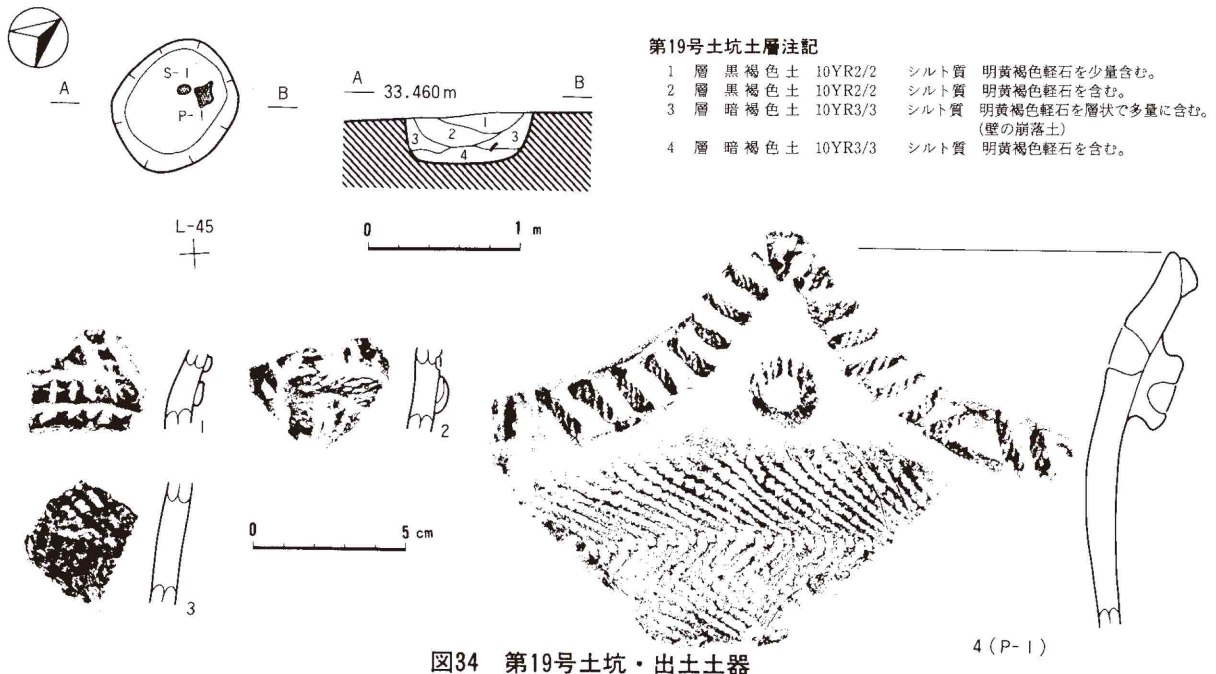 第19号土坑土層注記
1 層 黒褐色土 10YR2/2 シルト質 明黄褐色軽石を少量含む。
2 層 黒褐色土 10YR2/2 シルト質 明黄褐色軽石を含む。
3 層 暗褐色土 10YR3/3 シルト質 明黄褐色軽石を層状で多量に含む。
(壁の崩落土)
4 層 暗褐色土 10YR3/3 シルト質 明黄褐色軽石を含む。
A
S-1
P-1
B
A
33.460m
B
1
2
3
3
4
L-45
0 1 m
1
2
3
0 5 cm
4(P-1)
図34 第19号土坑・出土土器